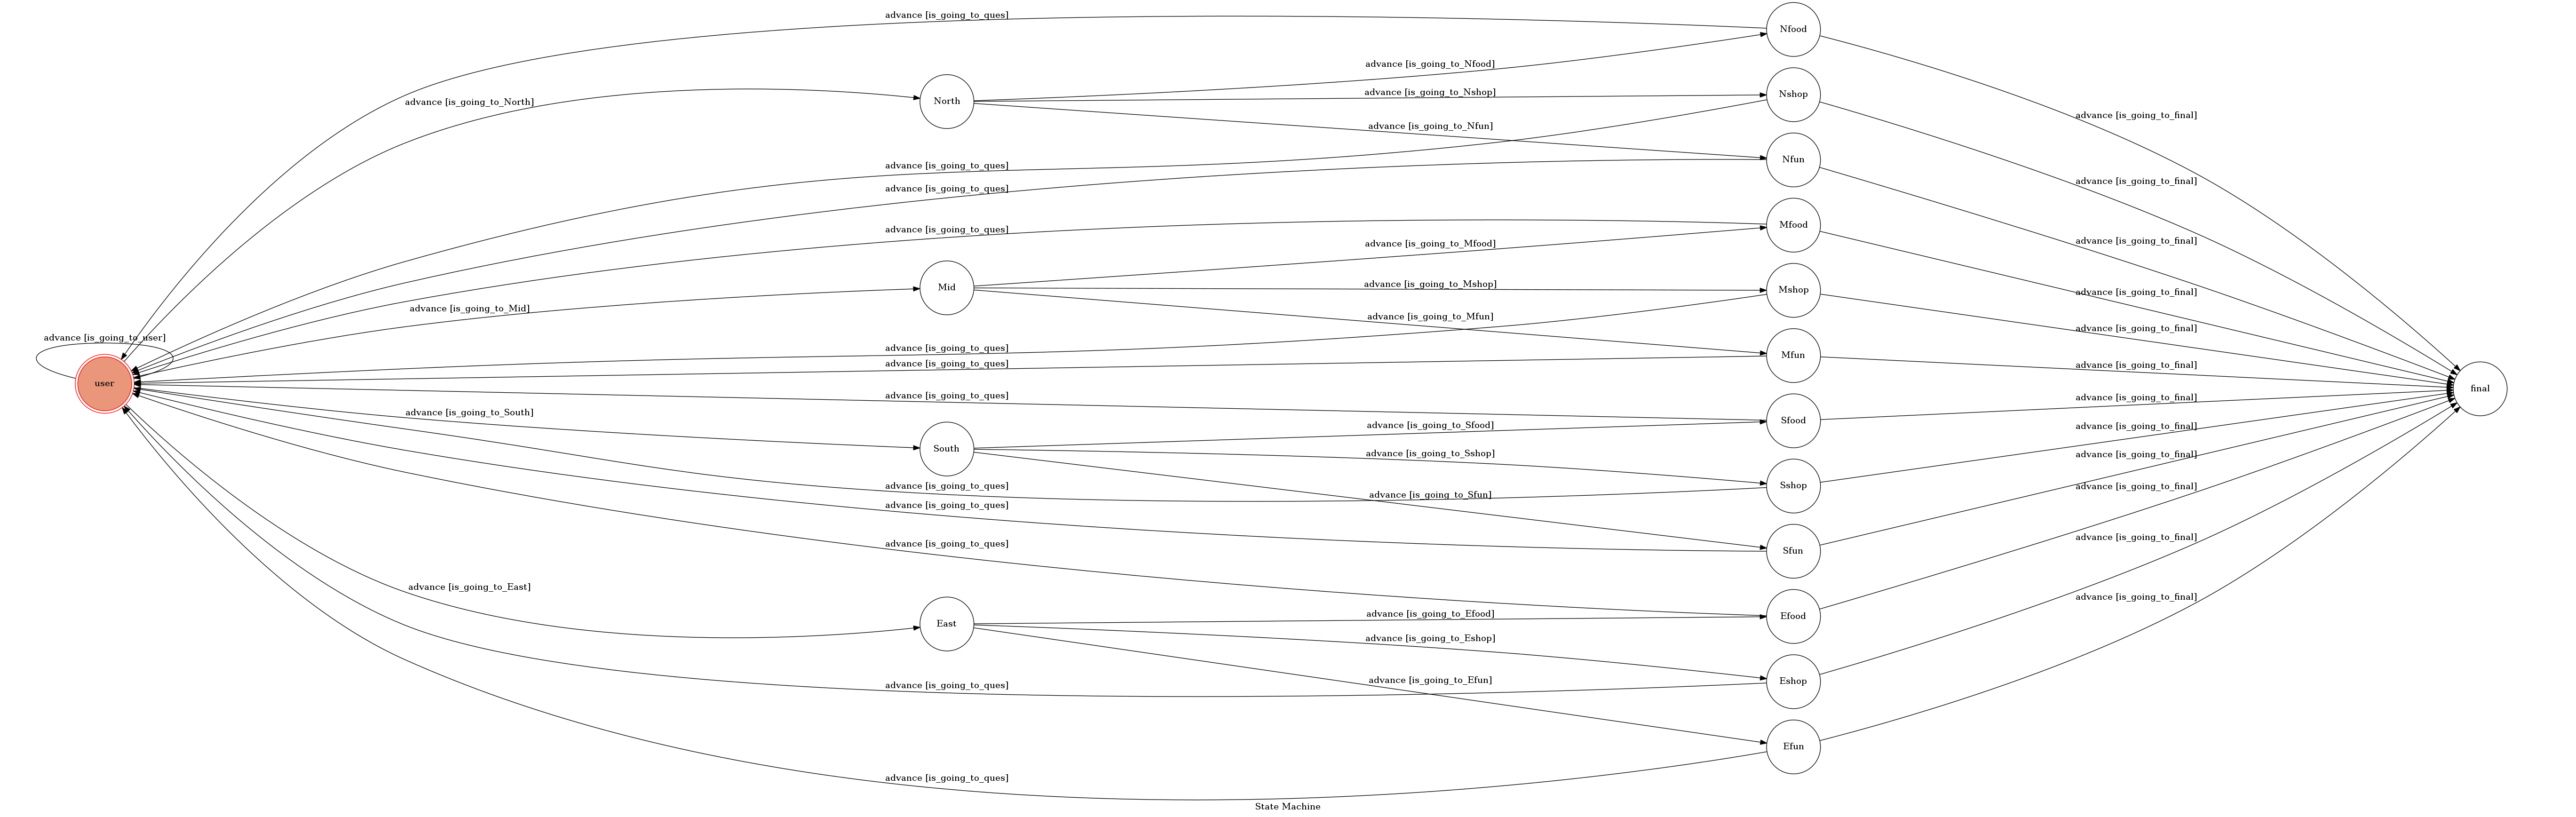 advance [is_going_to_ques]
Nfood
advance [is_going_to_Nfood]
advance [is_going_to_Nshop]
Nshop
North
advance [is_going_to_North]
advance [is_going_to_final]
advance [is_going_to_Nfun]
Nfun
advance [is_going_to_ques]
advance [is_going_to_final]
advance [is_going_to_ques]
Mfood
advance [is_going_to_ques]
advance [is_going_to_Mfood]
advance [is_going_to_final]
Mid
advance [is_going_to_Mshop]
Mshop
advance [is_going_to_final]
advance [is_going_to_Mid]
advance [is_going_to_Mfun]
advance [is_going_to_final]
advance [is_going_to_user]
advance [is_going_to_ques]
Mfun
advance [is_going_to_ques]
advance [is_going_to_final]
user
final
advance [is_going_to_ques]
advance [is_going_to_final]
advance [is_going_to_South]
Sfood
advance [is_going_to_Sfood]
advance [is_going_to_final]
South
advance [is_going_to_Sshop]
advance [is_going_to_final]
advance [is_going_to_ques]
Sshop
advance [is_going_to_final]
advance [is_going_to_Sfun]
advance [is_going_to_ques]
advance [is_going_to_final]
advance [is_going_to_ques]
Sfun
advance [is_going_to_East]
advance [is_going_to_final]
advance [is_going_to_Efood]
Efood
East
advance [is_going_to_Eshop]
advance [is_going_to_Efun]
Eshop
advance [is_going_to_ques]
Efun
advance [is_going_to_ques]
State Machine